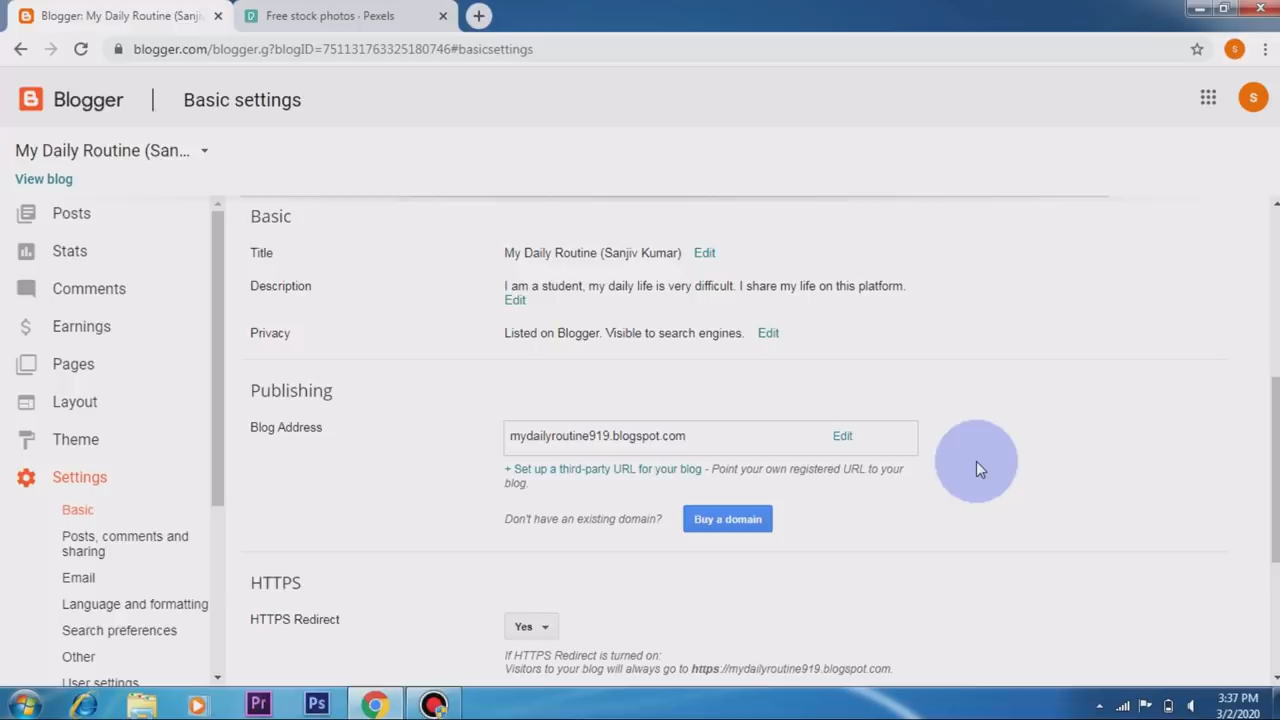 Blogger: My Daily Routine (Sanji
Free stock photos - Pexels
blogger.com/blogger.g?blogID=751131763325180746#basicsettings
S
Blogger
Basic settings
S
My Daily Routine (San...
View blog
Posts
Stats
Comments
Earnings
Pages
Layout
Theme
Settings
Basic
Posts, comments and
sharing
Email
Language and formatting
Search preferences
Other
User settings
Basic
Title
My Daily Routine (Sanjiv Kumar) Edit
Description
I am a student, my daily life is very difficult. I share my life on this platform.
Edit
Privacy
Listed on Blogger. Visible to search engines. Edit
Publishing
Blog Address
mydailyroutine919.blogspot.com Edit
+ Set up a third-party URL for your blog - Point your own registered URL to your
blog.
Don't have an existing domain? Buy a domain
HTTPS
HTTPS Redirect
Yes
If HTTPS Redirect is turned on:
Visitors to your blog will always go to https://mydailyroutine919.blogspot.com.
Pr
Ps
3:37 PM
3/2/2020